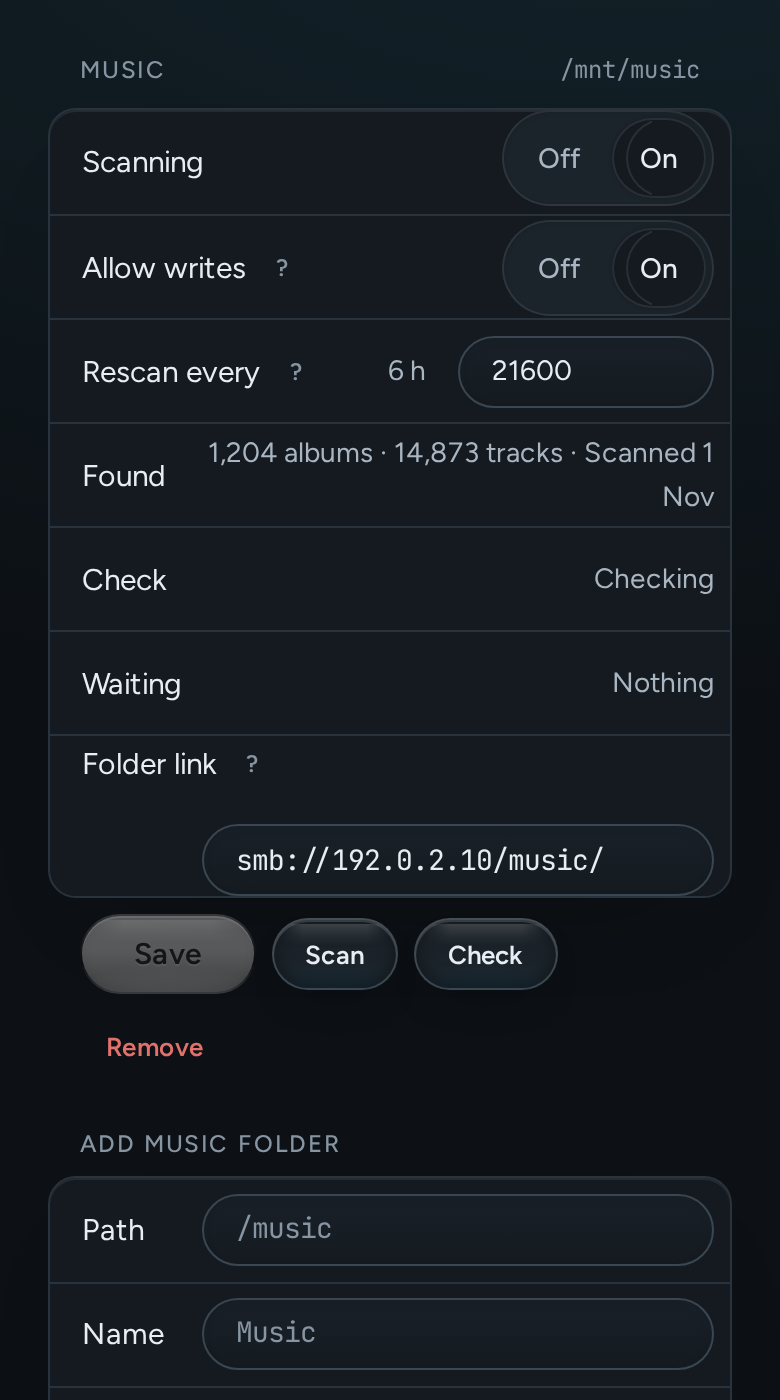 MUSIC /mnt/music
Scanning Off On
Allow writes ? Off On
Rescan every ? 6 h 21600
Found 1,204 albums · 14,873 tracks · Scanned 1
Nov
Check Checking
Waiting Nothing
Folder link ?
smb://192.0.2.10/music/
Save Scan Check
Remove
ADD MUSIC FOLDER
Path /music
Name Music